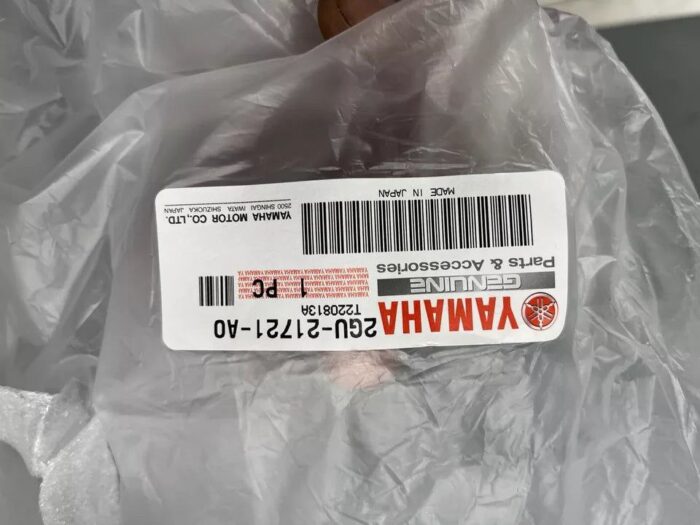 YAMAHA
GENUINE
Parts & Accessories
2GU-21721-A0
T220813A
1 PC
MADE IN JAPAN
YAMAHA MOTOR CO.,LTD.
2500 SHINGAI IWATA SHIZUOKA JAPAN